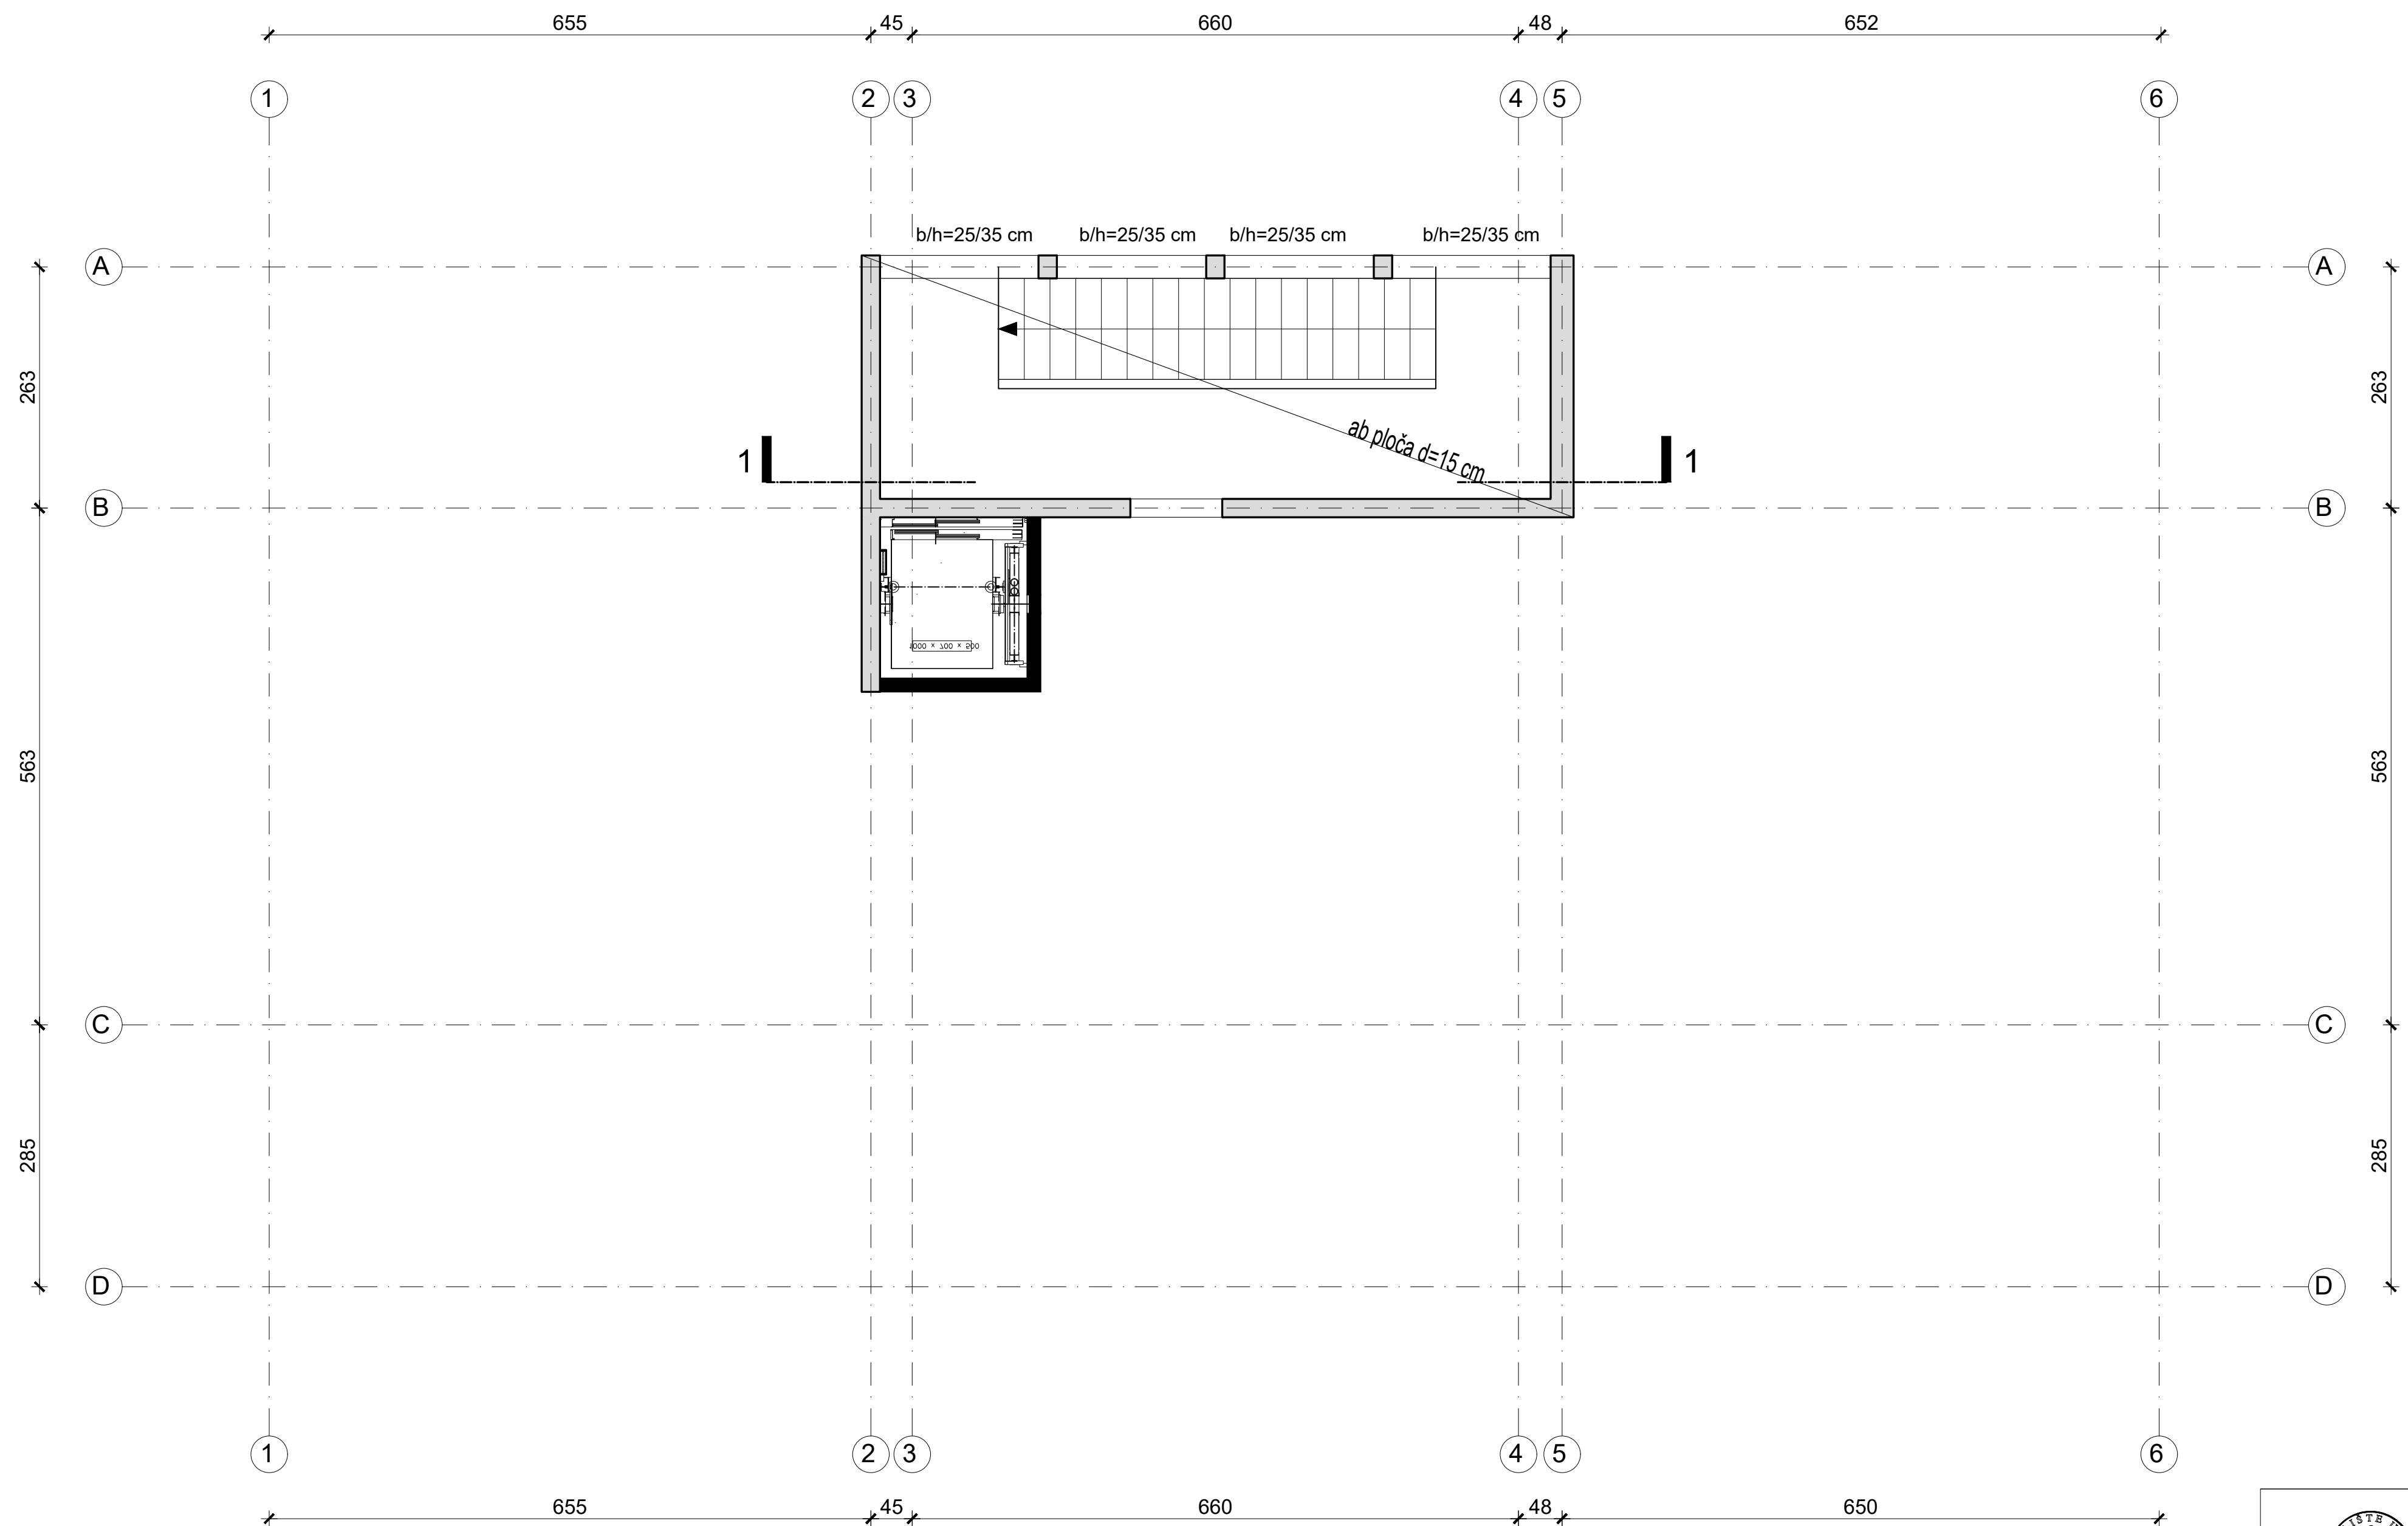 655 45 660 48 652
1 2 3 4 5 6
b/h=25/35 cm b/h=25/35 cm b/h=25/35 cm b/h=25/35 cm
A A
263 263
ab ploča d=15 cm
1 1
B B
563 563
C C
285 285
D D
1 2 3 4 5 6
655 45 660 48 650